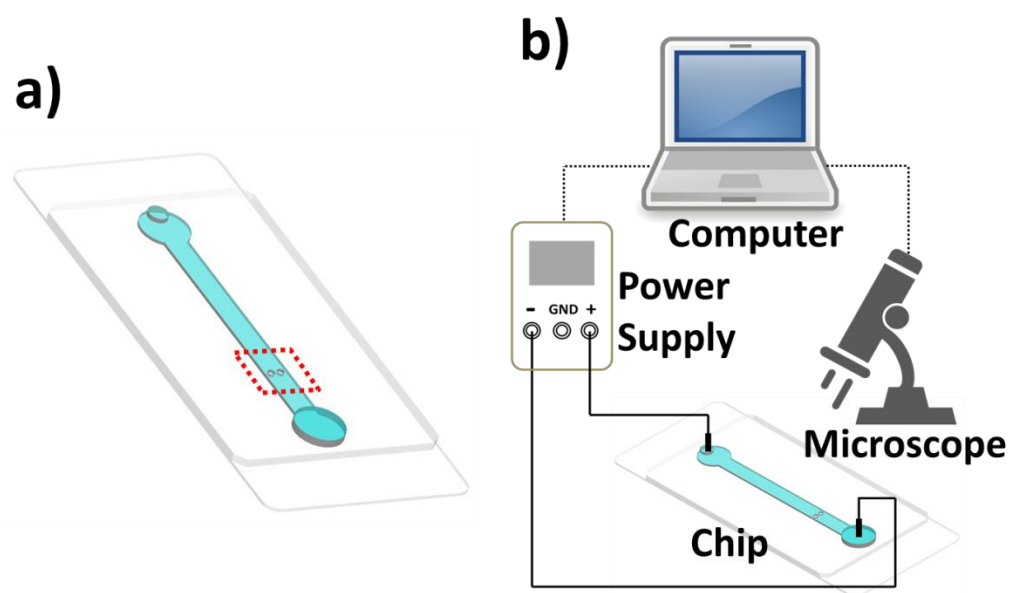 a)
b)
Computer
Power
Supply
- GND +
Microscope
Chip